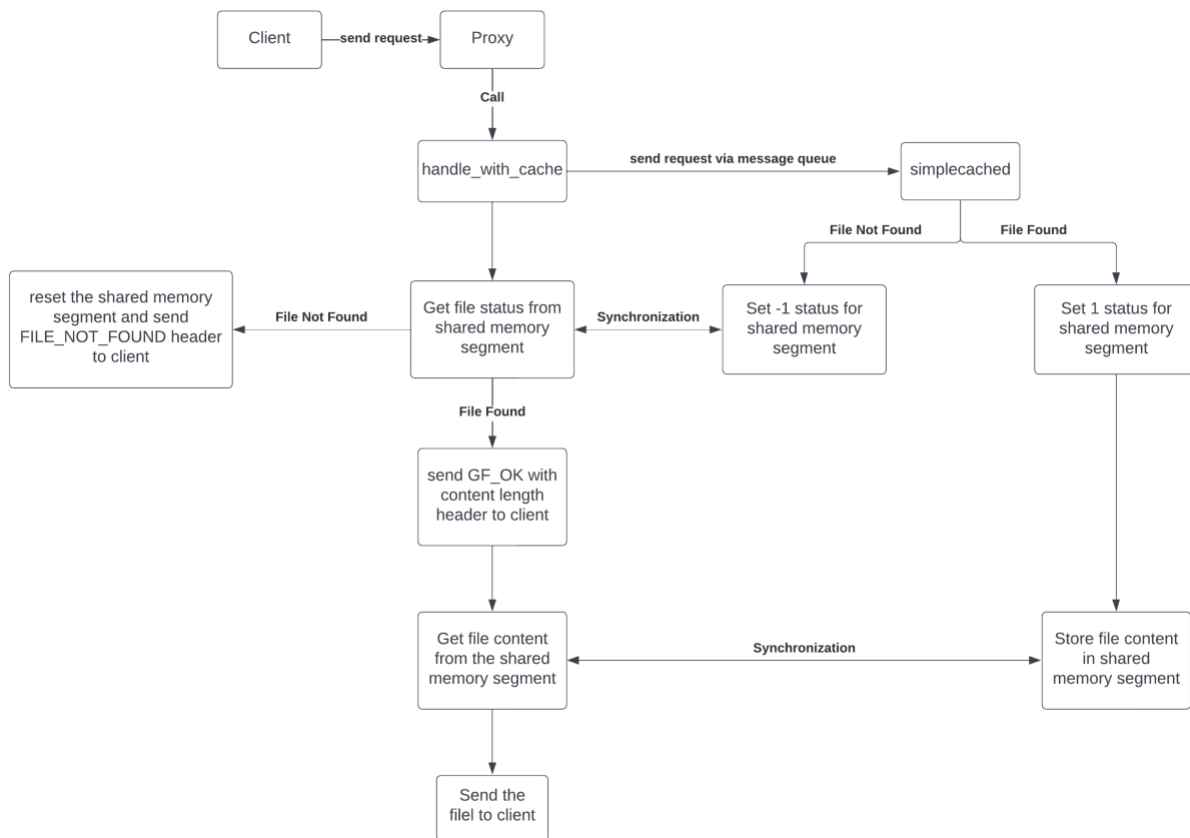 Client
send request
Proxy
Call
handle_with_cache
send request via message queue
simplecached
File Not Found
File Found
reset the shared memory
segment and send
FILE_NOT_FOUND header
to client
File Not Found
Get file status from
shared memory
segment
Synchronization
Set -1 status for
shared memory
segment
Set 1 status for
shared memory
segment
File Found
send GF_OK with
content length
header to client
Get file content
from the shared
memory segment
Synchronization
Store file content
in shared
memory segment
Send the
filel to client